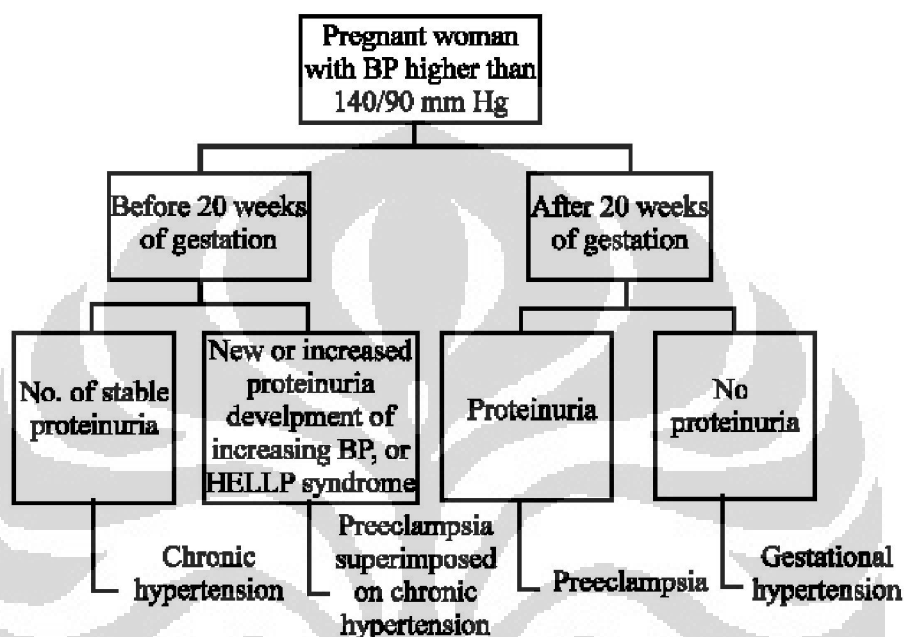 Pregnant woman
with BP higher than
140/90 mm Hg
Before 20 weeks
of gestation
After 20 weeks
of gestation
No. of stable
proteinuria
New or increased
proteinuria
develpment of
increasing BP, or
HELLP syndrome
Proteinuria
No
proteinuria
Chronic
hypertension
Preeclampsia
superimposed
on chronic
hypertension
Preeclampsia
Gestational
hypertension